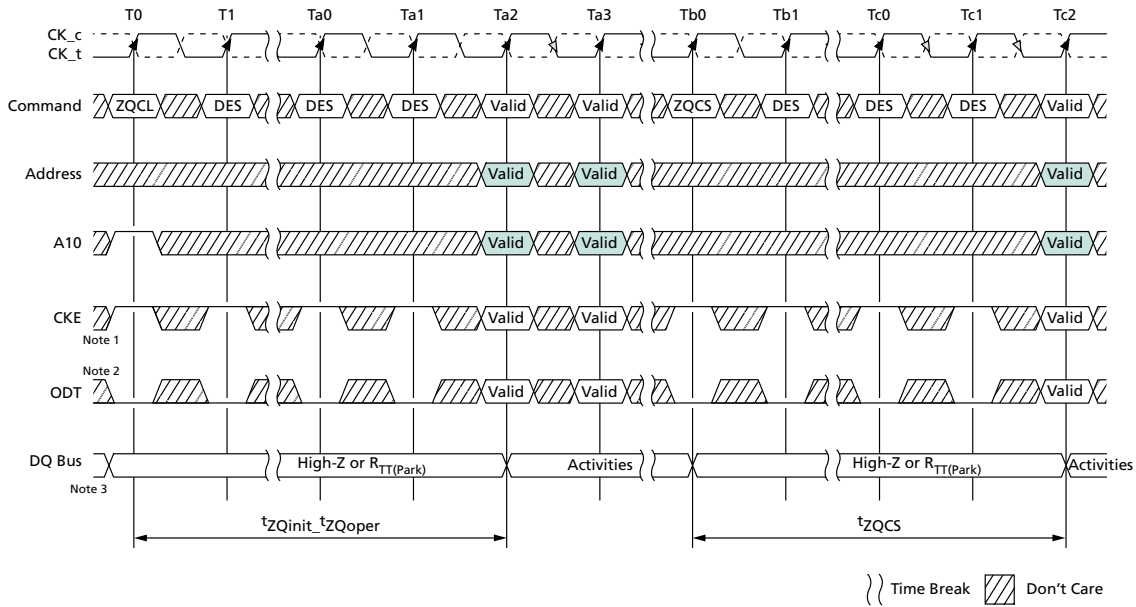 T0 T1 Ta0 Ta1 Ta2 Ta3 Tb0 Tb1 Tc0 Tc1 Tc2
CK_c
CK_t
Command ZQCL DES DES DES Valid Valid ZQCS DES DES DES Valid
Address Valid Valid Valid
A10 Valid Valid Valid
CKE Valid Valid Valid
Note 1
Note 2
ODT Valid Valid Valid
DQ Bus High-Z or RTT(Park) Activities High-Z or RTT(Park) Activities
Note 3
tZQinit_tZQoper tZQCS
Time Break Don't Care